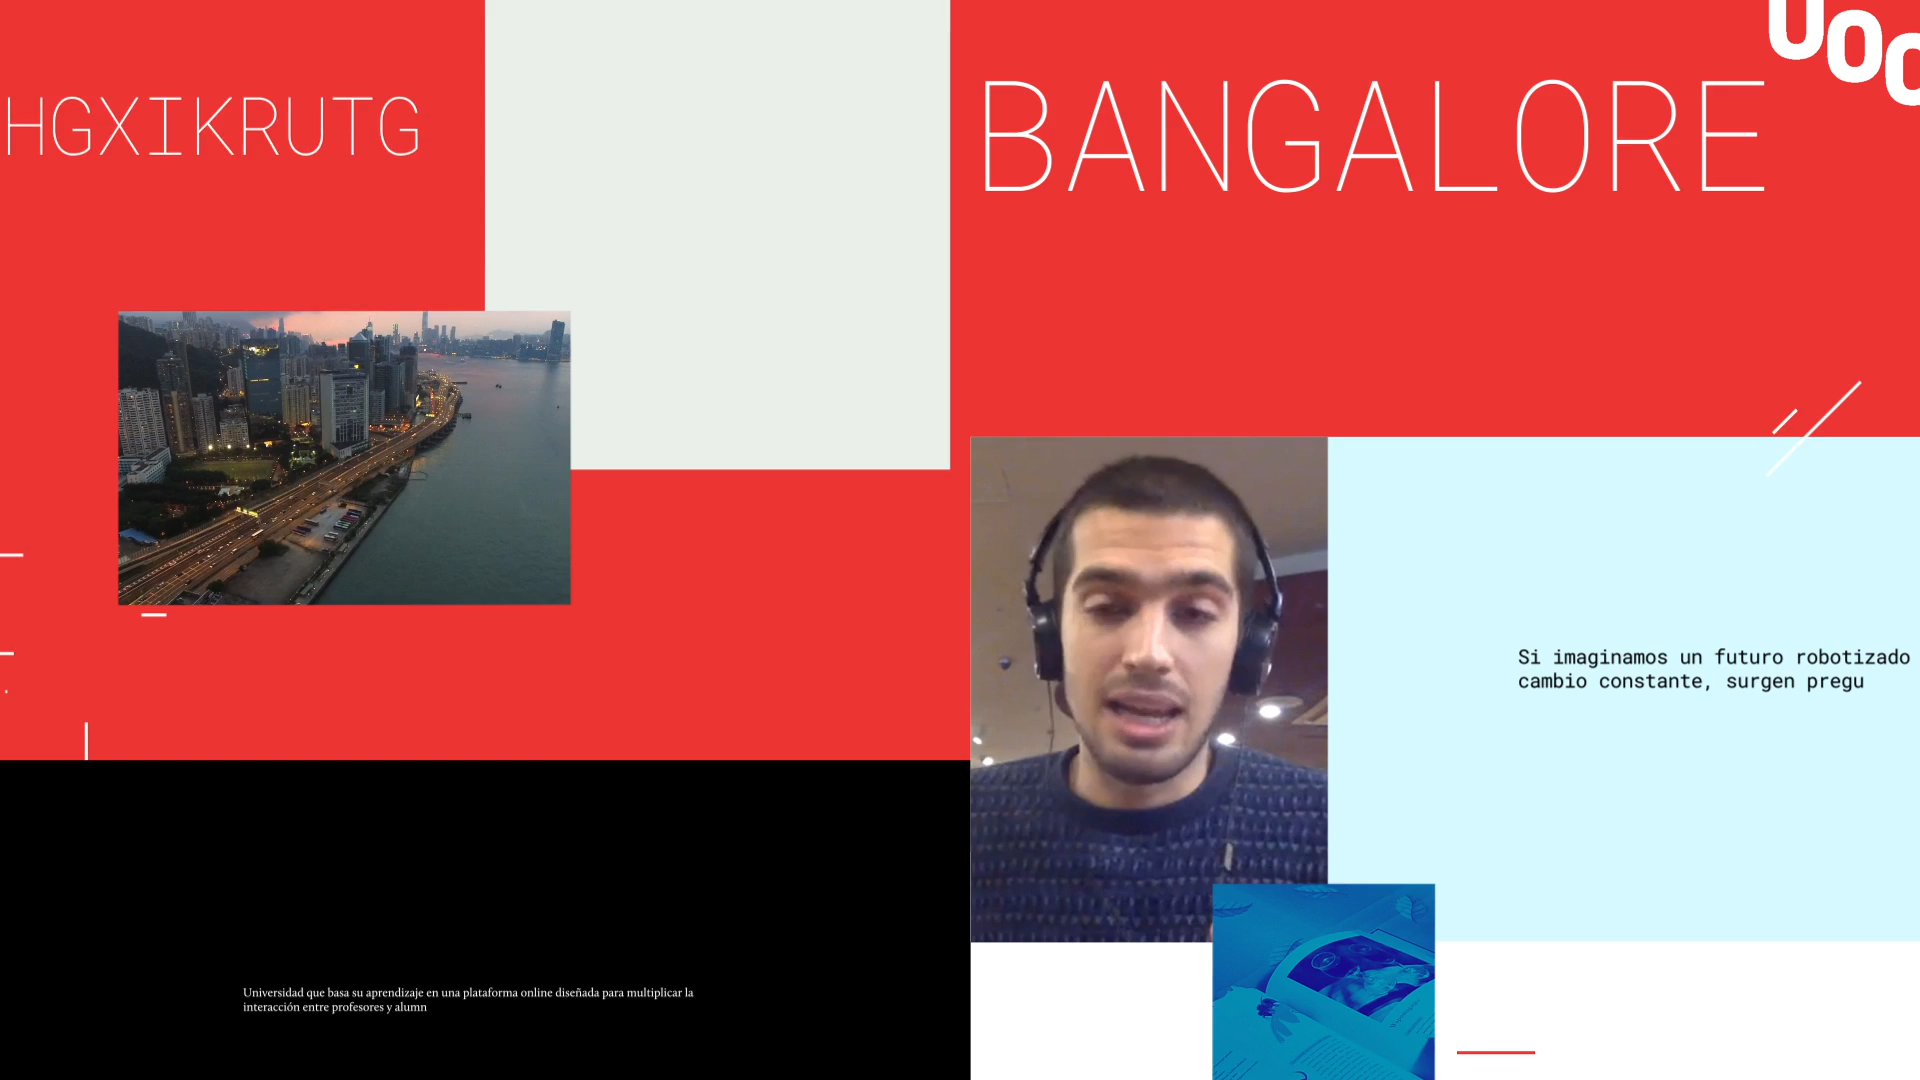 HGXIKRUTG
BANGALORE
UOC
Si imaginamos un futuro robotizado
cambio constante, surgen pregu
Universidad que basa su aprendizaje en una plataforma online diseñada para multiplicar la
interacción entre profesores y alumn